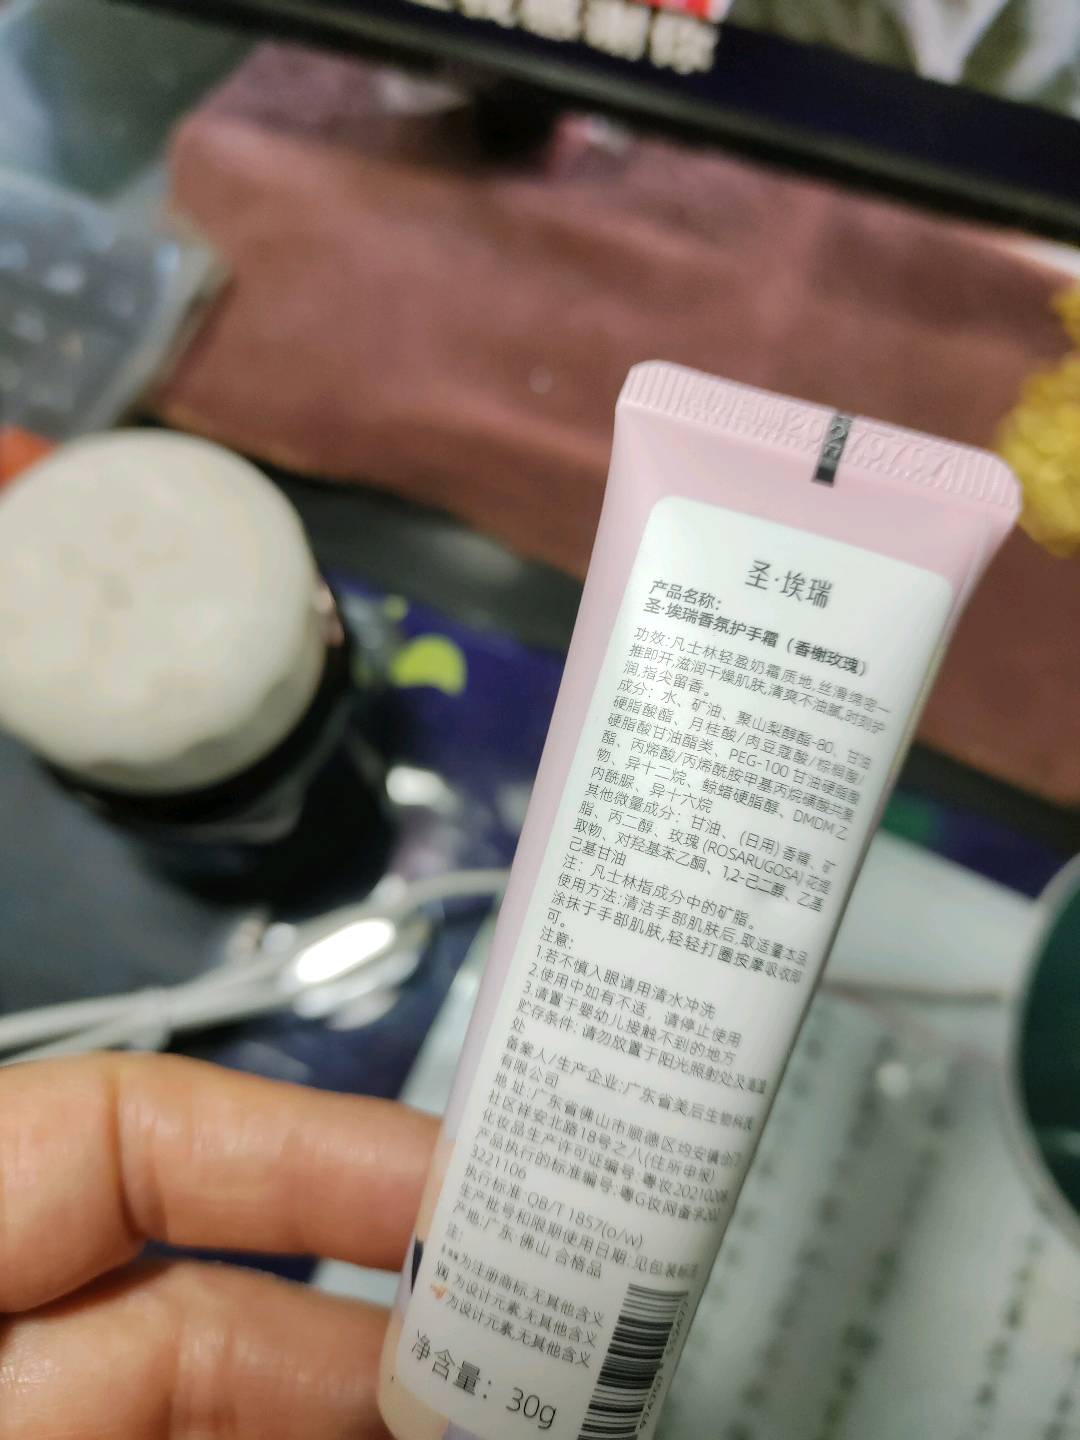 感谢你
圣·埃瑞
产品名称：
圣·埃瑞香氛护手霜（香榭玫瑰）
功效:凡士林轻盈奶霜质地,丝滑绵密一
推即开,滋润干燥肌肤,清爽不油腻,时刻护
润,指尖留香。
成分：水、矿油、聚山梨醇酯-80、甘油
硬脂酸酯、月桂酸/肉豆蔻酸/棕榈酸/
硬脂酸甘油酯类、PEG-100 甘油硬脂酸
酯、丙烯酸/丙烯酰胺甲基丙烷磺酸共聚
物、异十二烷、鲸蜡硬脂醇、DMDM 乙
内酰脲、异十六烷
其他微量成分：甘油、(日用) 香精、矿
脂、丙二醇、玫瑰 (ROSARUGOSA) 花提
取物、对羟基苯乙酮、1,2-己二醇、乙基
己基甘油
注：凡士林指成分中的矿脂。
使用方法:清洁手部肌肤后,取适量本品
涂抹于手部肌肤,轻轻打圈按摩吸收即
可。
注意:
1.若不慎入眼请用清水冲洗
2.使用中如有不适，请停止使用
3.请置于婴幼儿接触不到的地方
贮存条件:请勿放置于阳光照射处及高温
处
备案人/生产企业:广东省美后生物科技
有限公司
地 址:广东省佛山市顺德区均安镇
社区祥安北路18号之八(住所申报)
化妆品生产许可证编号:粤妆2021020
产品执行的标准编号:粤G妆网备字202
3221106
执行标准:QB/T 1857(o/w)
生产批号和限期使用日期:见包装标注
产地:广东·佛山 合格品
注:
为注册商标,无其他含义
为设计元素,无其他含义
为设计元素,无其他含义
净含量：30g